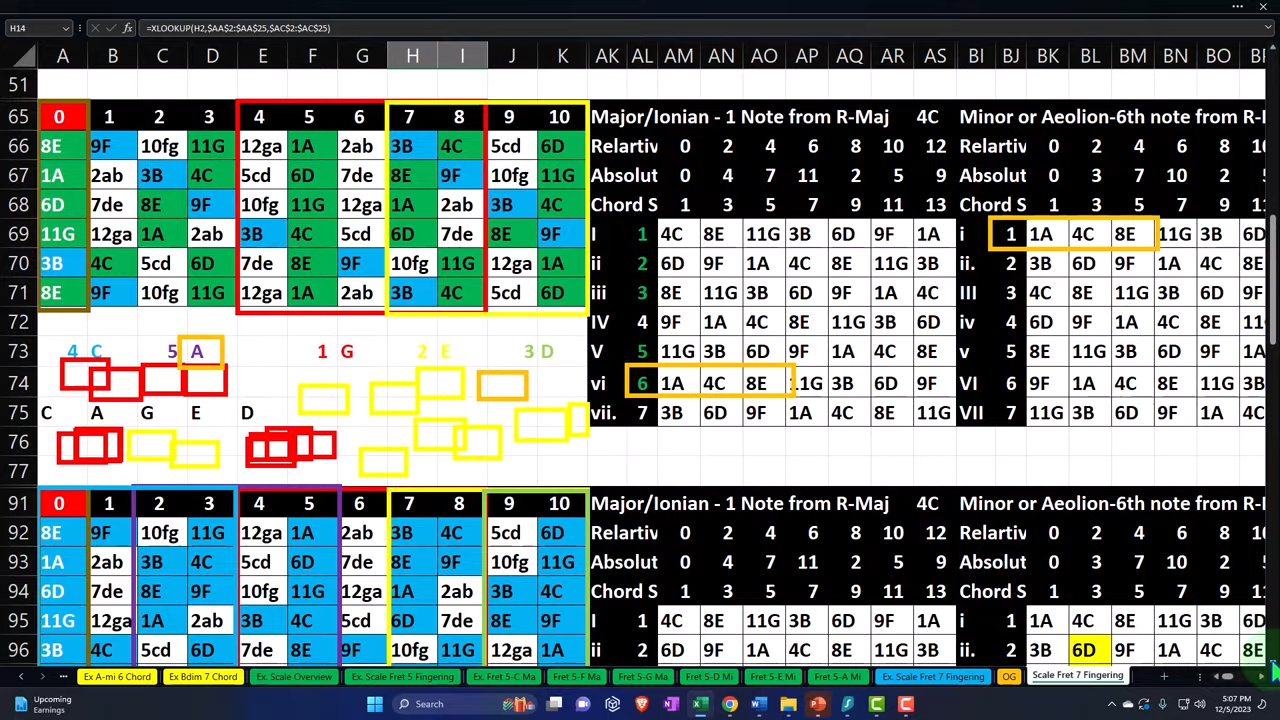 H14 =XLOOKUP(H2,$AA$2:$AA$25,$AC$2:$AC$25)
A B C D E F G H I J K AK AL AM AN AO AP AQ AR AS BI BJ BK BL BM BN BO
51
65 0 1 2 3 4 5 6 7 8 9 10 Major/Ionian - 1 Note from R-Maj 4C Minor or Aeolion-6th note from R-
66 8E 9F 10fg 11G 12ga 1A 2ab 3B 4C 5cd 6D Relartiv 0 2 4 6 8 10 12 Relartiv 0 2 4 6 8
67 1A 2ab 3B 4C 5cd 6D 7de 8E 9F 10fg 11G Absolut 0 4 7 11 2 5 9 Absolut 0 3 7 10 2
68 6D 7de 8E 9F 10fg 11G 12ga 1A 2ab 3B 4C Chord S 1 3 5 7 9 11 13 Chord S 1 3 5 7 9
69 11G 12ga 1A 2ab 3B 4C 5cd 6D 7de 8E 9F I 1 4C 8E 11G 3B 6D 9F 1A i 1 1A 4C 8E 11G 3B 6D
70 3B 4C 5cd 6D 7de 8E 9F 10fg 11G 12ga 1A ii 2 6D 9F 1A 4C 8E 11G 3B ii. 2 3B 6D 9F 1A 4C 8E
71 8E 9F 10fg 11G 12ga 1A 2ab 3B 4C 5cd 6D iii 3 8E 11G 3B 6D 9F 1A 4C III 3 4C 8E 11G 3B 6D
72 IV 4 9F 1A 4C 8E 11G 3B 6D iv 4 6D 9F 1A 4C 8E
73 4 C 5 A 1 G 2 E 3 D V 5 11G 3B 6D 9F 1A 4C 8E v 5 8E 11G 3B 6D 9F
74 vi 6 1A 4C 8E 11G 3B 6D 9F VI 6 9F 1A 4C 8E 11G
75 C A G E D vii. 7 3B 6D 9F 1A 4C 8E 11G VII 7 11G 3B 6D 9F 1A
76
77
91 0 1 2 3 4 5 6 7 8 9 10 Major/Ionian - 1 Note from R-Maj 4C Minor or Aeolion-6th note from R-
92 8E 9F 10fg 11G 12ga 1A 2ab 3B 4C 5cd 6D Relartiv 0 2 4 6 8 10 12 Relartiv 0 2 4 6 8
93 1A 2ab 3B 4C 5cd 6D 7de 8E 9F 10fg 11G Absolut 0 4 7 11 2 5 9 Absolut 0 3 7 10 2
94 6D 7de 8E 9F 10fg 11G 12ga 1A 2ab 3B 4C Chord S 1 3 5 7 9 11 13 Chord S 1 3 5 7 9
95 11G 12ga 1A 2ab 3B 4C 5cd 6D 7de 8E 9F I 1 4C 8E 11G 3B 6D 9F 1A i 1 1A 4C 8E 11G 3B
96 3B 4C 5cd 6D 7de 8E 9F 10fg 11G 12ga 1A ii 2 6D 9F 1A 4C 8E 11G 3B ii. 2 3B 6D 9F 1A 4C 8E
Ex A-mi 6 Chord Ex Bdim 7 Chord Ex. Scale Overview Ex. Scale Fret 5 Fingering Ex. Fret 5-C Ma Fret 5-F Ma Fret 5-G Ma Fret 5-D Mi Fret 5-E Mi Fret 5-A Mi Ex. Scale Fret 7 Fingering OG Scale Fret 7 Fingering
Upcoming
Earnings
Search
5:07 PM
12/5/2023